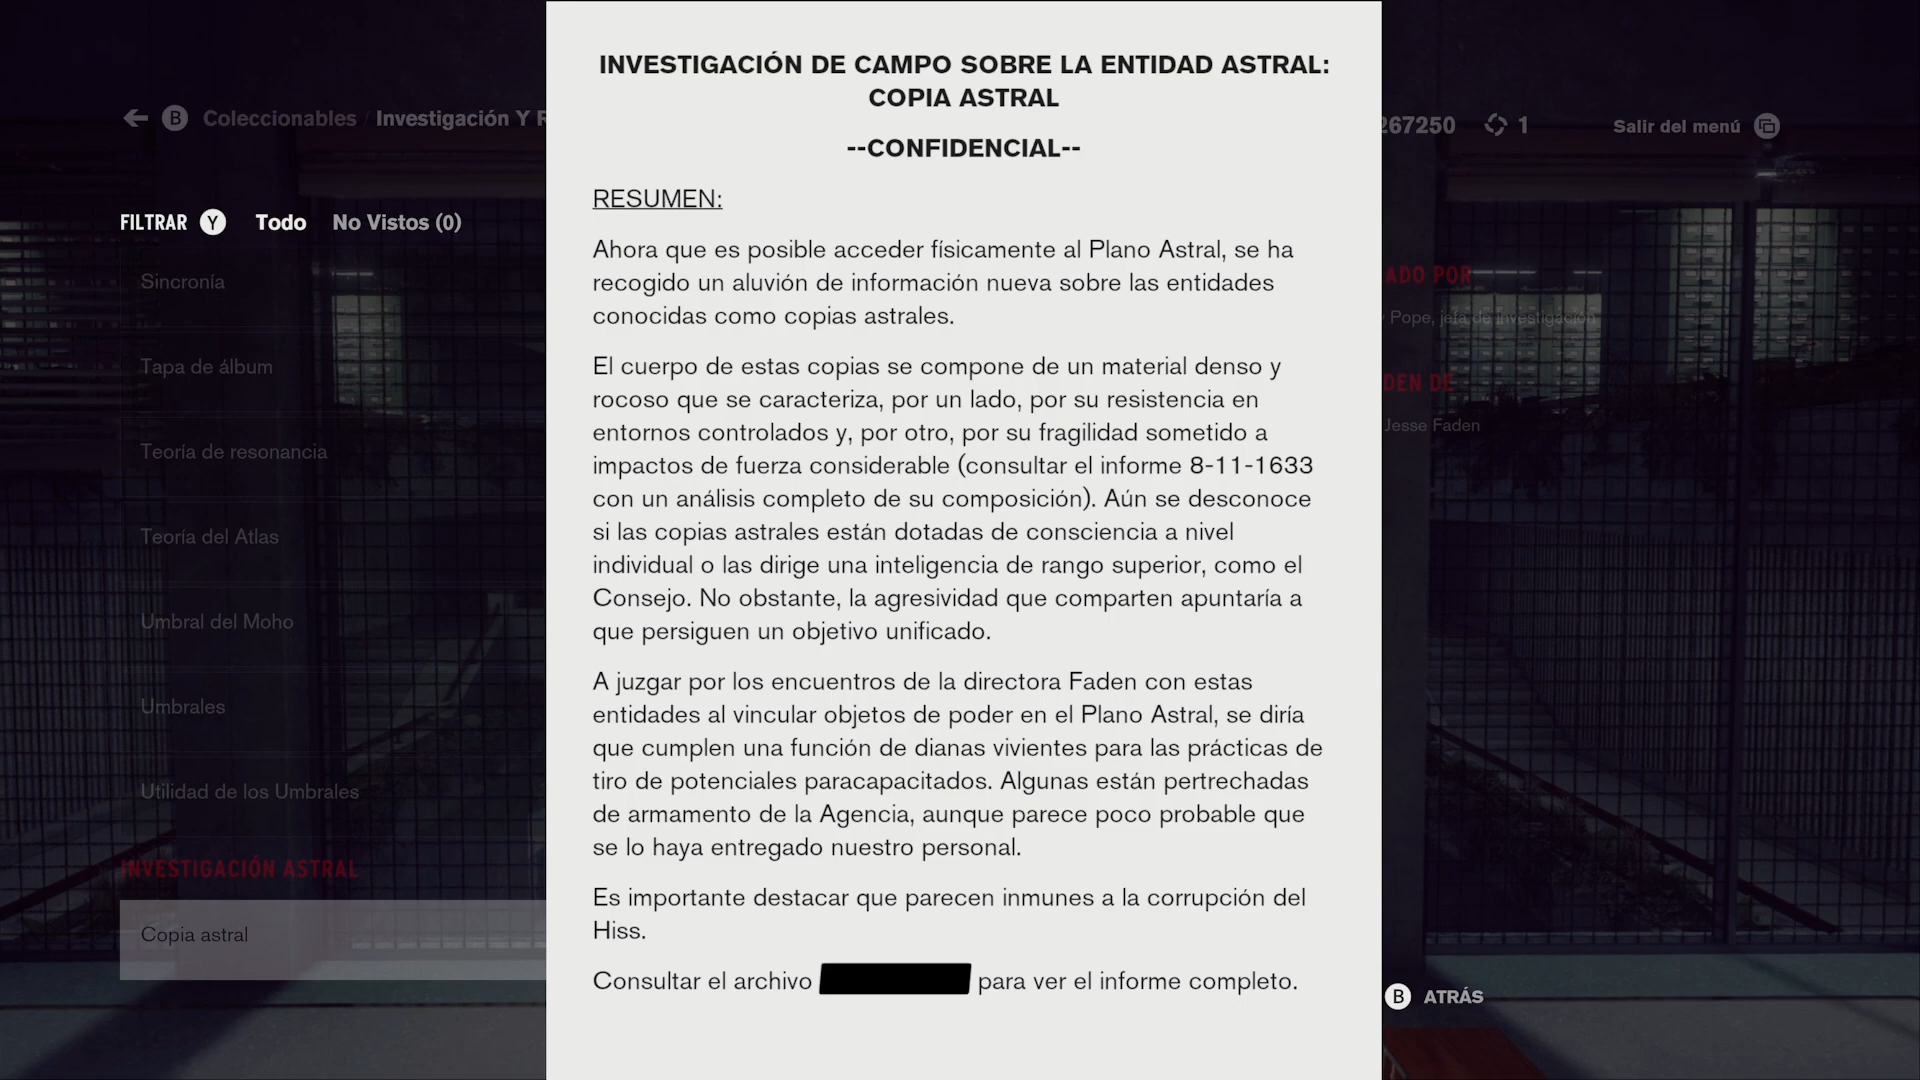 INVESTIGACIÓN DE CAMPO SOBRE LA ENTIDAD ASTRAL:
COPIA ASTRAL
--CONFIDENCIAL--
RESUMEN:
Ahora que es posible acceder físicamente al Plano Astral, se ha
recogido un aluvión de información nueva sobre las entidades
conocidas como copias astrales.
El cuerpo de estas copias se compone de un material denso y
rocoso que se caracteriza, por un lado, por su resistencia en
entornos controlados y, por otro, por su fragilidad sometido a
impactos de fuerza considerable (consultar el informe 8-11-1633
con un análisis completo de su composición). Aún se desconoce
si las copias astrales están dotadas de consciencia a nivel
individual o las dirige una inteligencia de rango superior, como el
Consejo. No obstante, la agresividad que comparten apuntaría a
que persiguen un objetivo unificado.
A juzgar por los encuentros de la directora Faden con estas
entidades al vincular objetos de poder en el Plano Astral, se diría
que cumplen una función de dianas vivientes para las prácticas de
tiro de potenciales paracapacitados. Algunas están pertrechadas
de armamento de la Agencia, aunque parece poco probable que
se lo haya entregado nuestro personal.
Es importante destacar que parecen inmunes a la corrupción del
Hiss.
Consultar el archivo para ver el informe completo.
B Coleccionables / Investigación Y R
FILTRAR Y Todo No Vistos (0)
Sincronía
Tapa de álbum
Teoría de resonancia
Teoría del Atlas
Umbral del Moho
Umbrales
Utilidad de los Umbrales
INVESTIGACIÓN ASTRAL
Copia astral
267250 1 Salir del menú
ADO POR
Pope, jefa de investigación
DEN DE
Jesse Faden
B ATRÁS